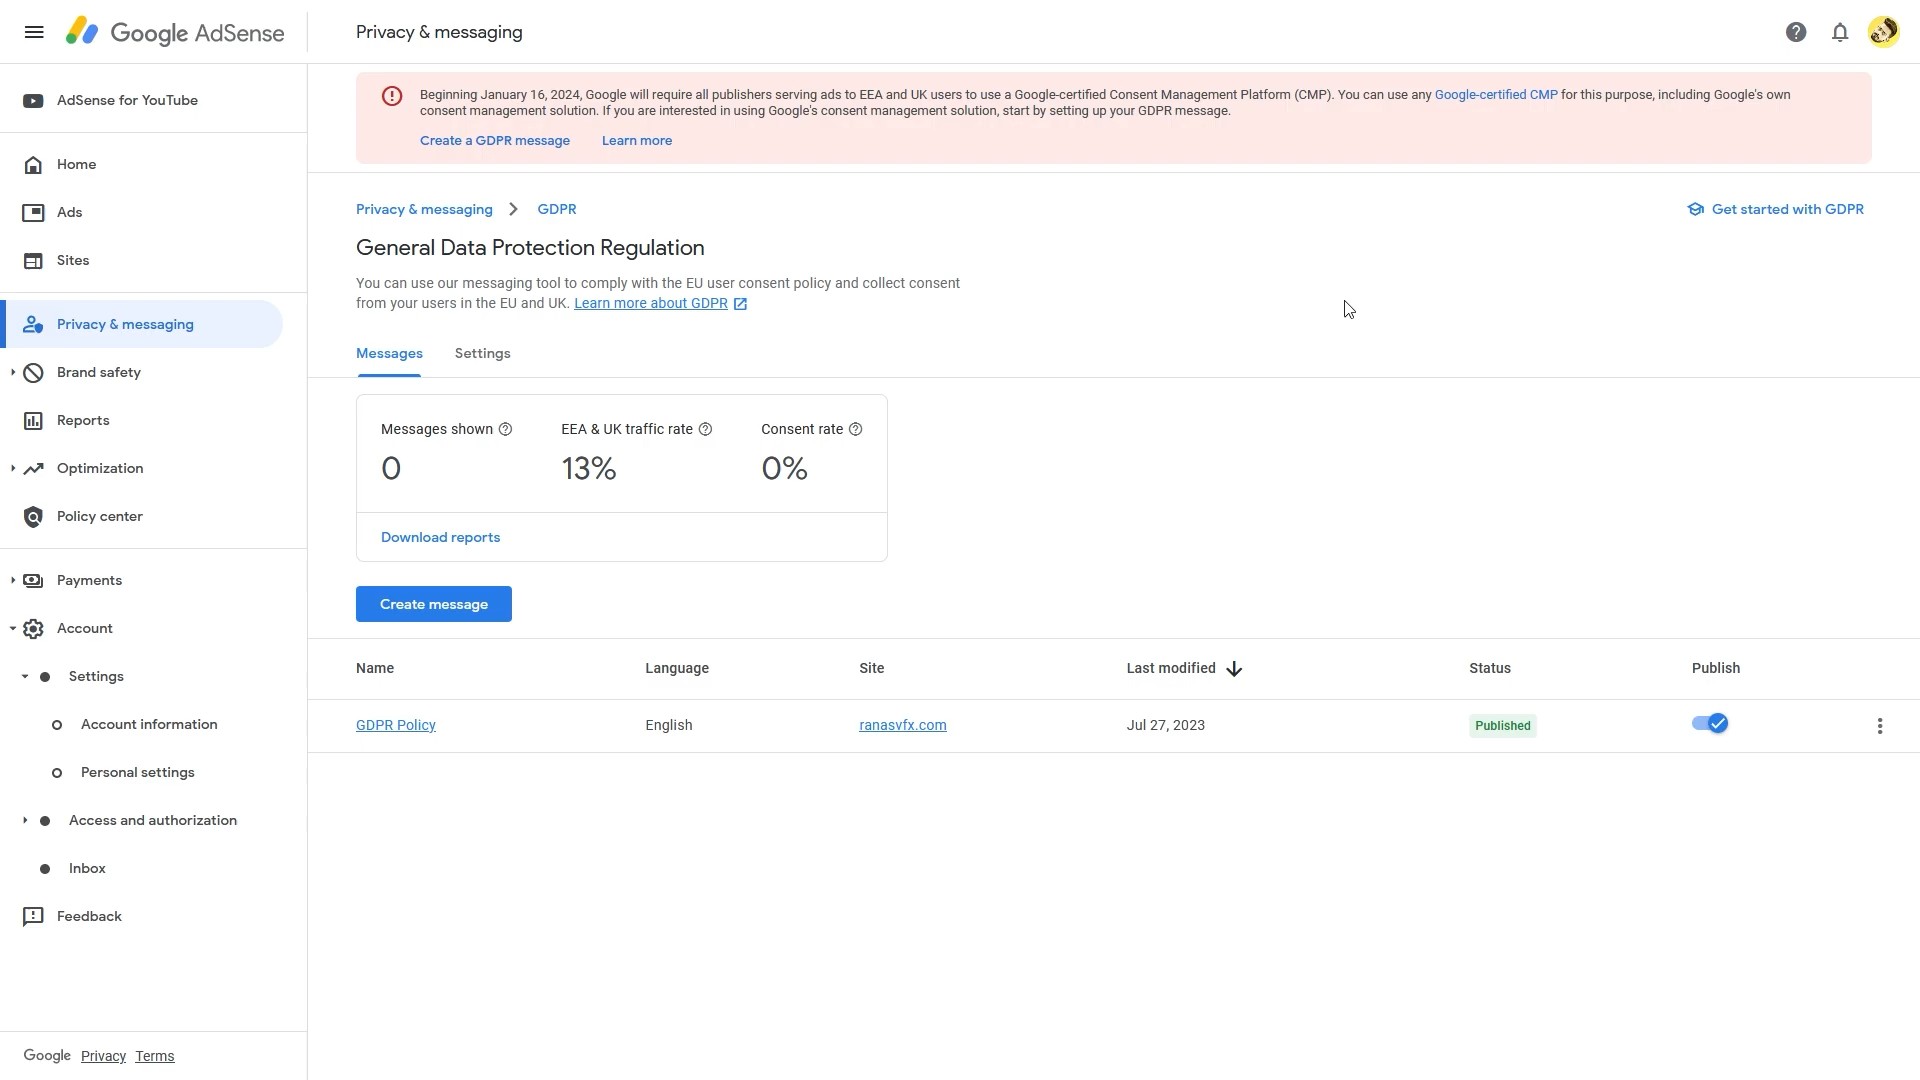 Google AdSense
Privacy & messaging
AdSense for YouTube
Home
Ads
Sites
Privacy & messaging
Brand safety
Reports
Optimization
Policy center
Payments
Account
Settings
Account information
Personal settings
Access and authorization
Inbox
Feedback
Google Privacy Terms
Beginning January 16, 2024, Google will require all publishers serving ads to EEA and UK users to use a Google-certified Consent Management Platform (CMP). You can use any Google-certified CMP for this purpose, including Google's own
consent management solution. If you are interested in using Google's consent management solution, start by setting up your GDPR message.
Create a GDPR message Learn more
Privacy & messaging GDPR
Get started with GDPR
General Data Protection Regulation
You can use our messaging tool to comply with the EU user consent policy and collect consent
from your users in the EU and UK. Learn more about GDPR
Messages Settings
Messages shown EEA & UK traffic rate Consent rate
0 13% 0%
Download reports
Create message
Name Language Site Last modified Status Publish
GDPR Policy English ranasvfx.com Jul 27, 2023 Published